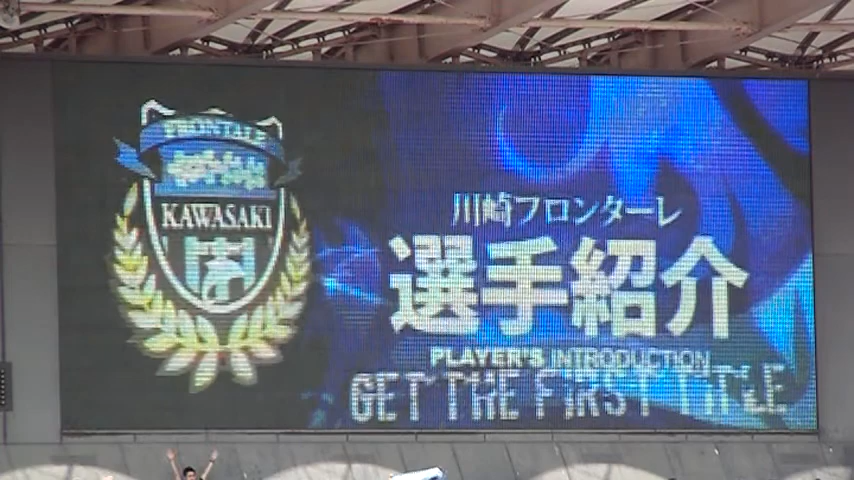 FRONTALE
KAWASAKI
川崎フロンターレ
選手紹介
PLAYER'S INTRODUCTION
GET THE FIRST TITLE